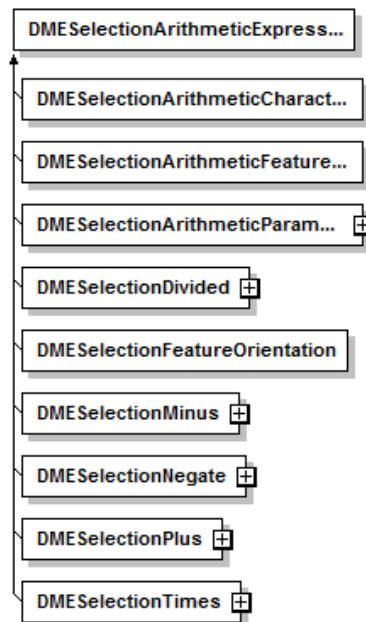 DMESelectionArithmeticExpress...
DMESelectionArithmeticCharact...
DMESelectionArithmeticFeature...
DMESelectionArithmeticParam...
DMESelectionDivided
DMESelectionFeatureOrientation
DMESelectionMinus
DMESelectionNegate
DMESelectionPlus
DMESelectionTimes